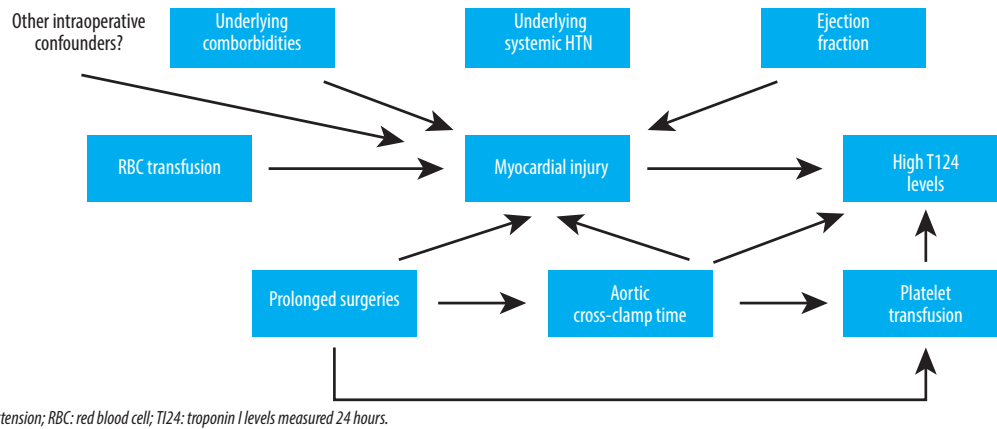 Other intraoperative
confounders?
Underlying
comborbidities
Underlying
systemic HTN
Ejection
fraction
RBC transfusion
Myocardial injury
High T124
levels
Prolonged surgeries
Aortic
cross-clamp time
Platelet
transfusion
tension; RBC: red blood cell; TI24: troponin I levels measured 24 hours.